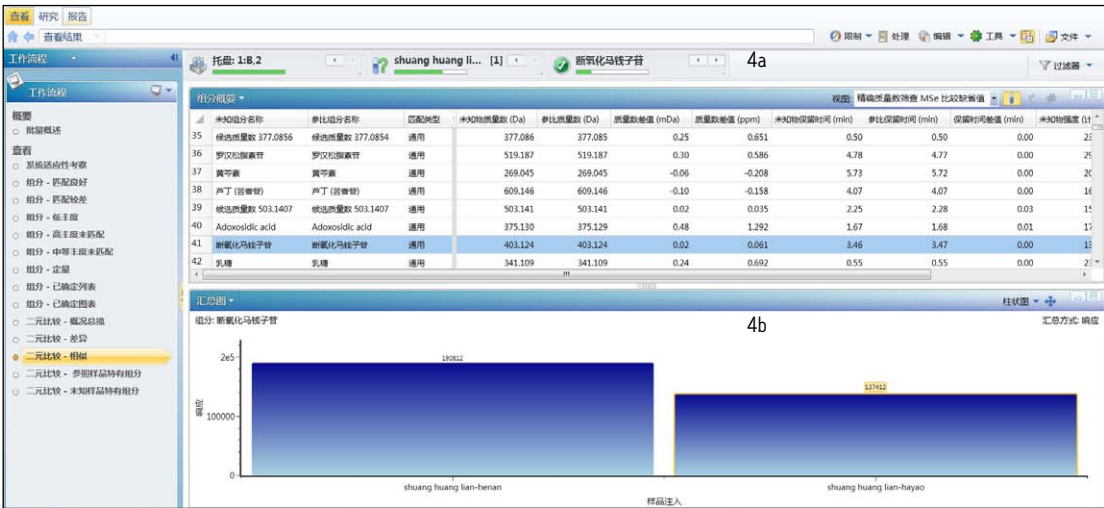 查看 研究 报告
查看结果 限制 处理 编辑 工具 文件
工作流程 托盘: 1:B,2 shuang huang li... [1] 断氧化马钱子苷 4a 过滤器
工作流程
组分概要 视图: 精确质量数筛查 MSe 比较缺省值
概要
批量概述
查看
系统适应性考察
组分 - 匹配良好
组分 - 匹配较差
组分 - 低丰度
组分 - 高丰度未匹配
组分 - 中等丰度未匹配
组分 - 定量
组分 - 已确定列表
组分 - 已确定图表
二元比较 - 概况总揽
二元比较 - 差异
二元比较 - 相似
二元比较 - 参照样品特有组分
二元比较 - 未知样品特有组分
未知组分名称 参比组分名称 匹配类型 未知物质量数 (Da) 参比质量数 (Da) 质量数差值 (mDa) 质量数差值 (ppm) 未知物保留时间 (min) 参比保留时间 (min) 保留时间差值 (min) 未知物强度 (计
35 候选质量数 377.0856 候选质量数 377.0854 通用 377.086 377.085 0.25 0.651 0.50 0.50 0.00
36 罗汉松脂素苷 罗汉松脂素苷 通用 519.187 519.187 0.30 0.586 4.78 4.77 0.00
37 黄芩素 黄芩素 通用 269.045 269.045 -0.06 -0.208 5.73 5.72 0.00
38 芦丁 (芸香苷) 芦丁 (芸香苷) 通用 609.146 609.146 -0.10 -0.158 4.07 4.07 0.00
39 候选质量数 503.1407 候选质量数 503.1407 通用 503.141 503.141 0.02 0.035 2.25 2.28 0.03
40 Adoxosidic acid Adoxosidic acid 通用 375.130 375.129 0.48 1.292 1.67 1.68 0.01
41 断氧化马钱子苷 断氧化马钱子苷 通用 403.124 403.124 0.02 0.061 3.46 3.47 0.00
42 乳糖 乳糖 通用 341.109 341.109 0.24 0.692 0.55 0.55 0.00
汇总图 柱状图
组分: 断氧化马钱子苷 4b 汇总方式: 响应
2e5
190812
137412
响应
100000
0
shuang huang lian-henan shuang huang lian-hayao
样品注入